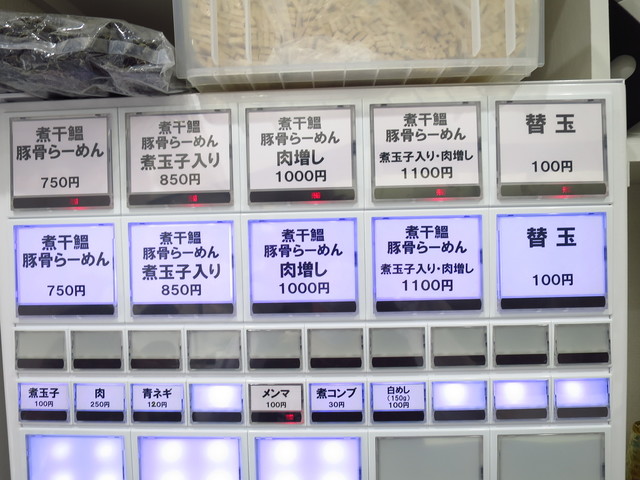 煮干鰮
豚骨らーめん
750円
煮干鰮
豚骨らーめん
煮玉子入り
850円
煮干鰮
豚骨らーめん
肉増し
1000円
煮干鰮
豚骨らーめん
煮玉子入り・肉増し
1100円
替玉
100円
煮干鰮
豚骨らーめん
750円
煮干鰮
豚骨らーめん
煮玉子入り
850円
煮干鰮
豚骨らーめん
肉増し
1000円
煮干鰮
豚骨らーめん
煮玉子入り・肉増し
1100円
替玉
100円
煮玉子
100円
肉
250円
青ネギ
120円
メンマ
100円
煮コンブ
30円
白めし
(150g)
100円